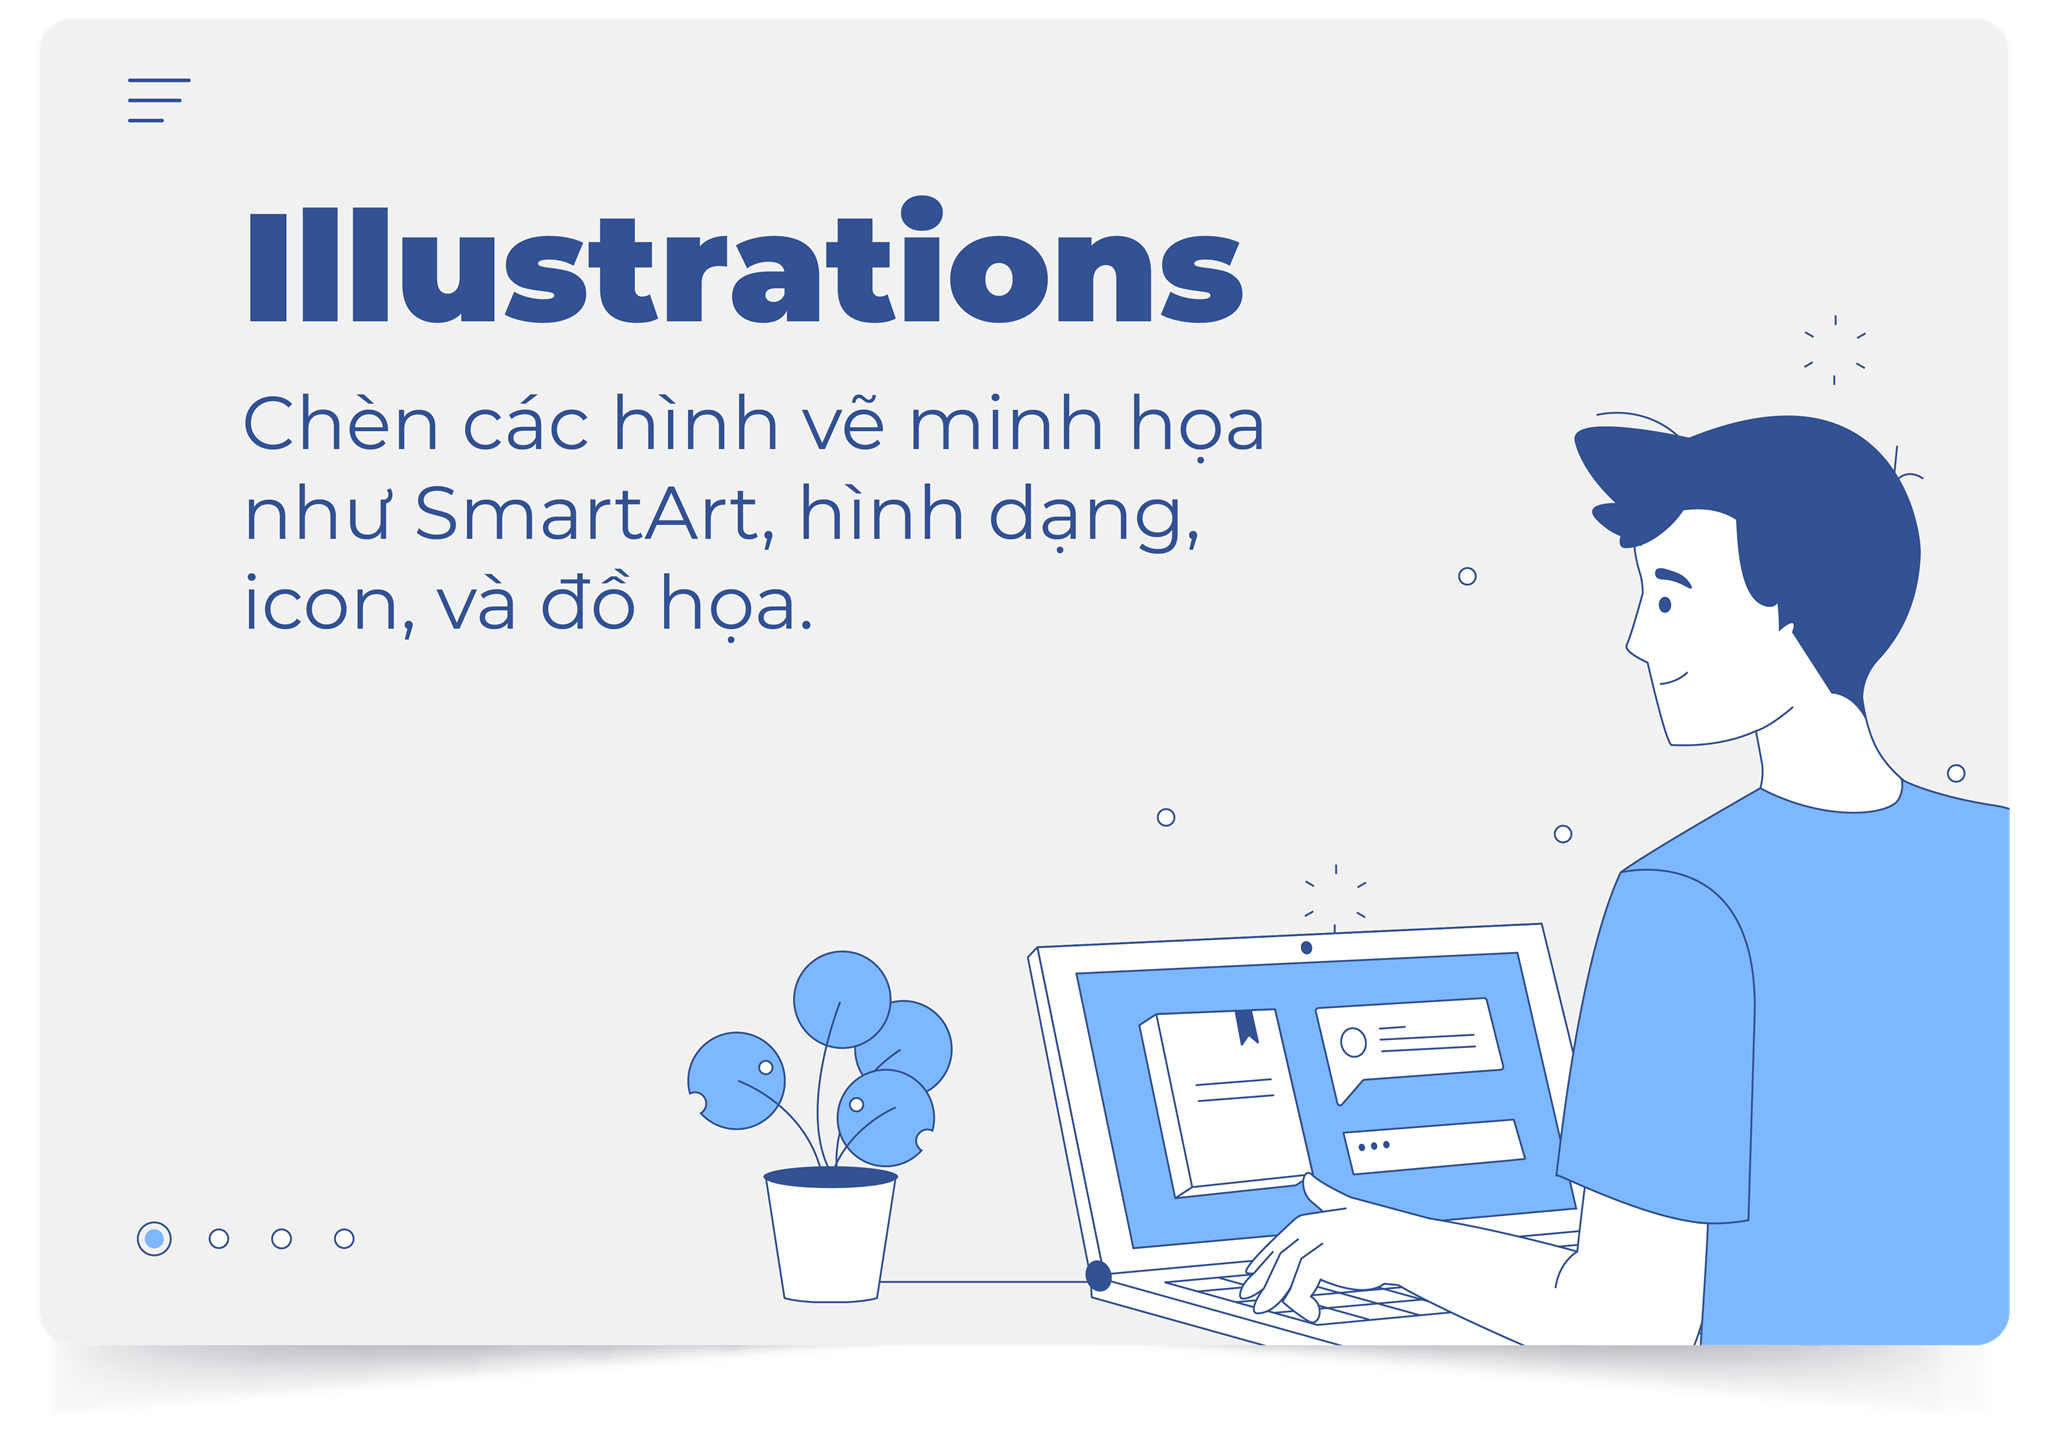 Illustrations
Chèn các hình vẽ minh họa
như SmartArt, hình dạng,
icon, và đồ họa.